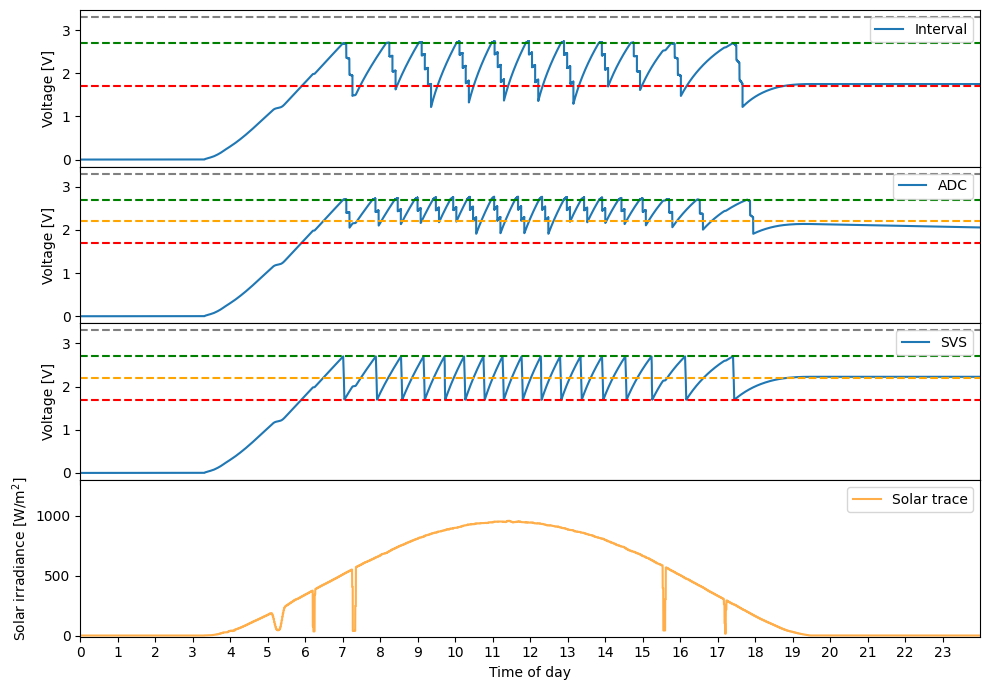 Voltage [V]
3
2
1
0
Interval
Voltage [V]
3
2
1
0
ADC
Voltage [V]
3
2
1
0
SVS
Solar irradiance [W/m²]
1000
500
0
Solar trace
0 1 2 3 4 5 6 7 8 9 10 11 12 13 14 15 16 17 18 19 20 21 22 23
Time of day